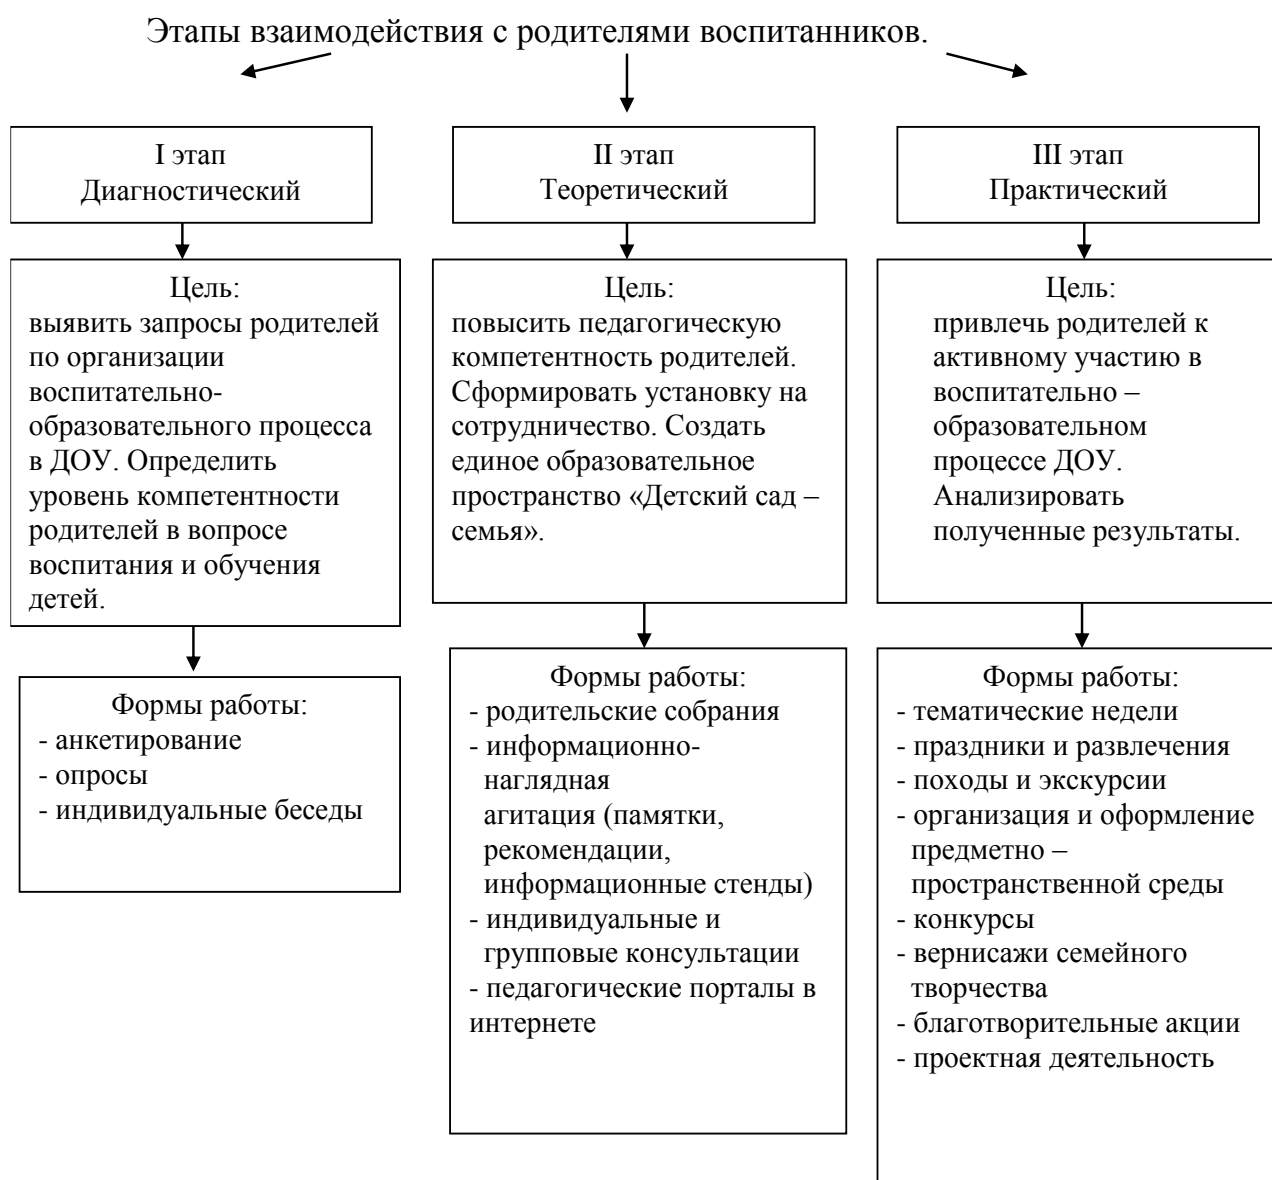 Этапы взаимодействия с родителями воспитанников.
I этап
Диагностический
Цель:
выявить запросы родителей
по организации
воспитательно-
образовательного процесса
в ДОУ. Определить
уровень компетентности
родителей в вопросе
воспитания и обучения
детей.
Формы работы:
- анкетирование
- опросы
- индивидуальные беседы
II этап
Теоретический
Цель:
повысить педагогическую
компетентность родителей.
Сформировать установку на
сотрудничество. Создать
единое образовательное
пространство «Детский сад –
семья».
Формы работы:
- родительские собрания
- информационно-
наглядная
агитация (памятки,
рекомендации,
информационные стенды)
- индивидуальные и
групповые консультации
- педагогические порталы в
интернете
III этап
Практический
Цель:
привлечь родителей к
активному участию в
воспитательно –
образовательном
процессе ДОУ.
Анализировать
полученные результаты.
Формы работы:
- тематические недели
- праздники и развлечения
- походы и экскурсии
- организация и оформление
предметно –
пространственной среды
- конкурсы
- вернисажи семейного
творчества
- благотворительные акции
- проектная деятельность